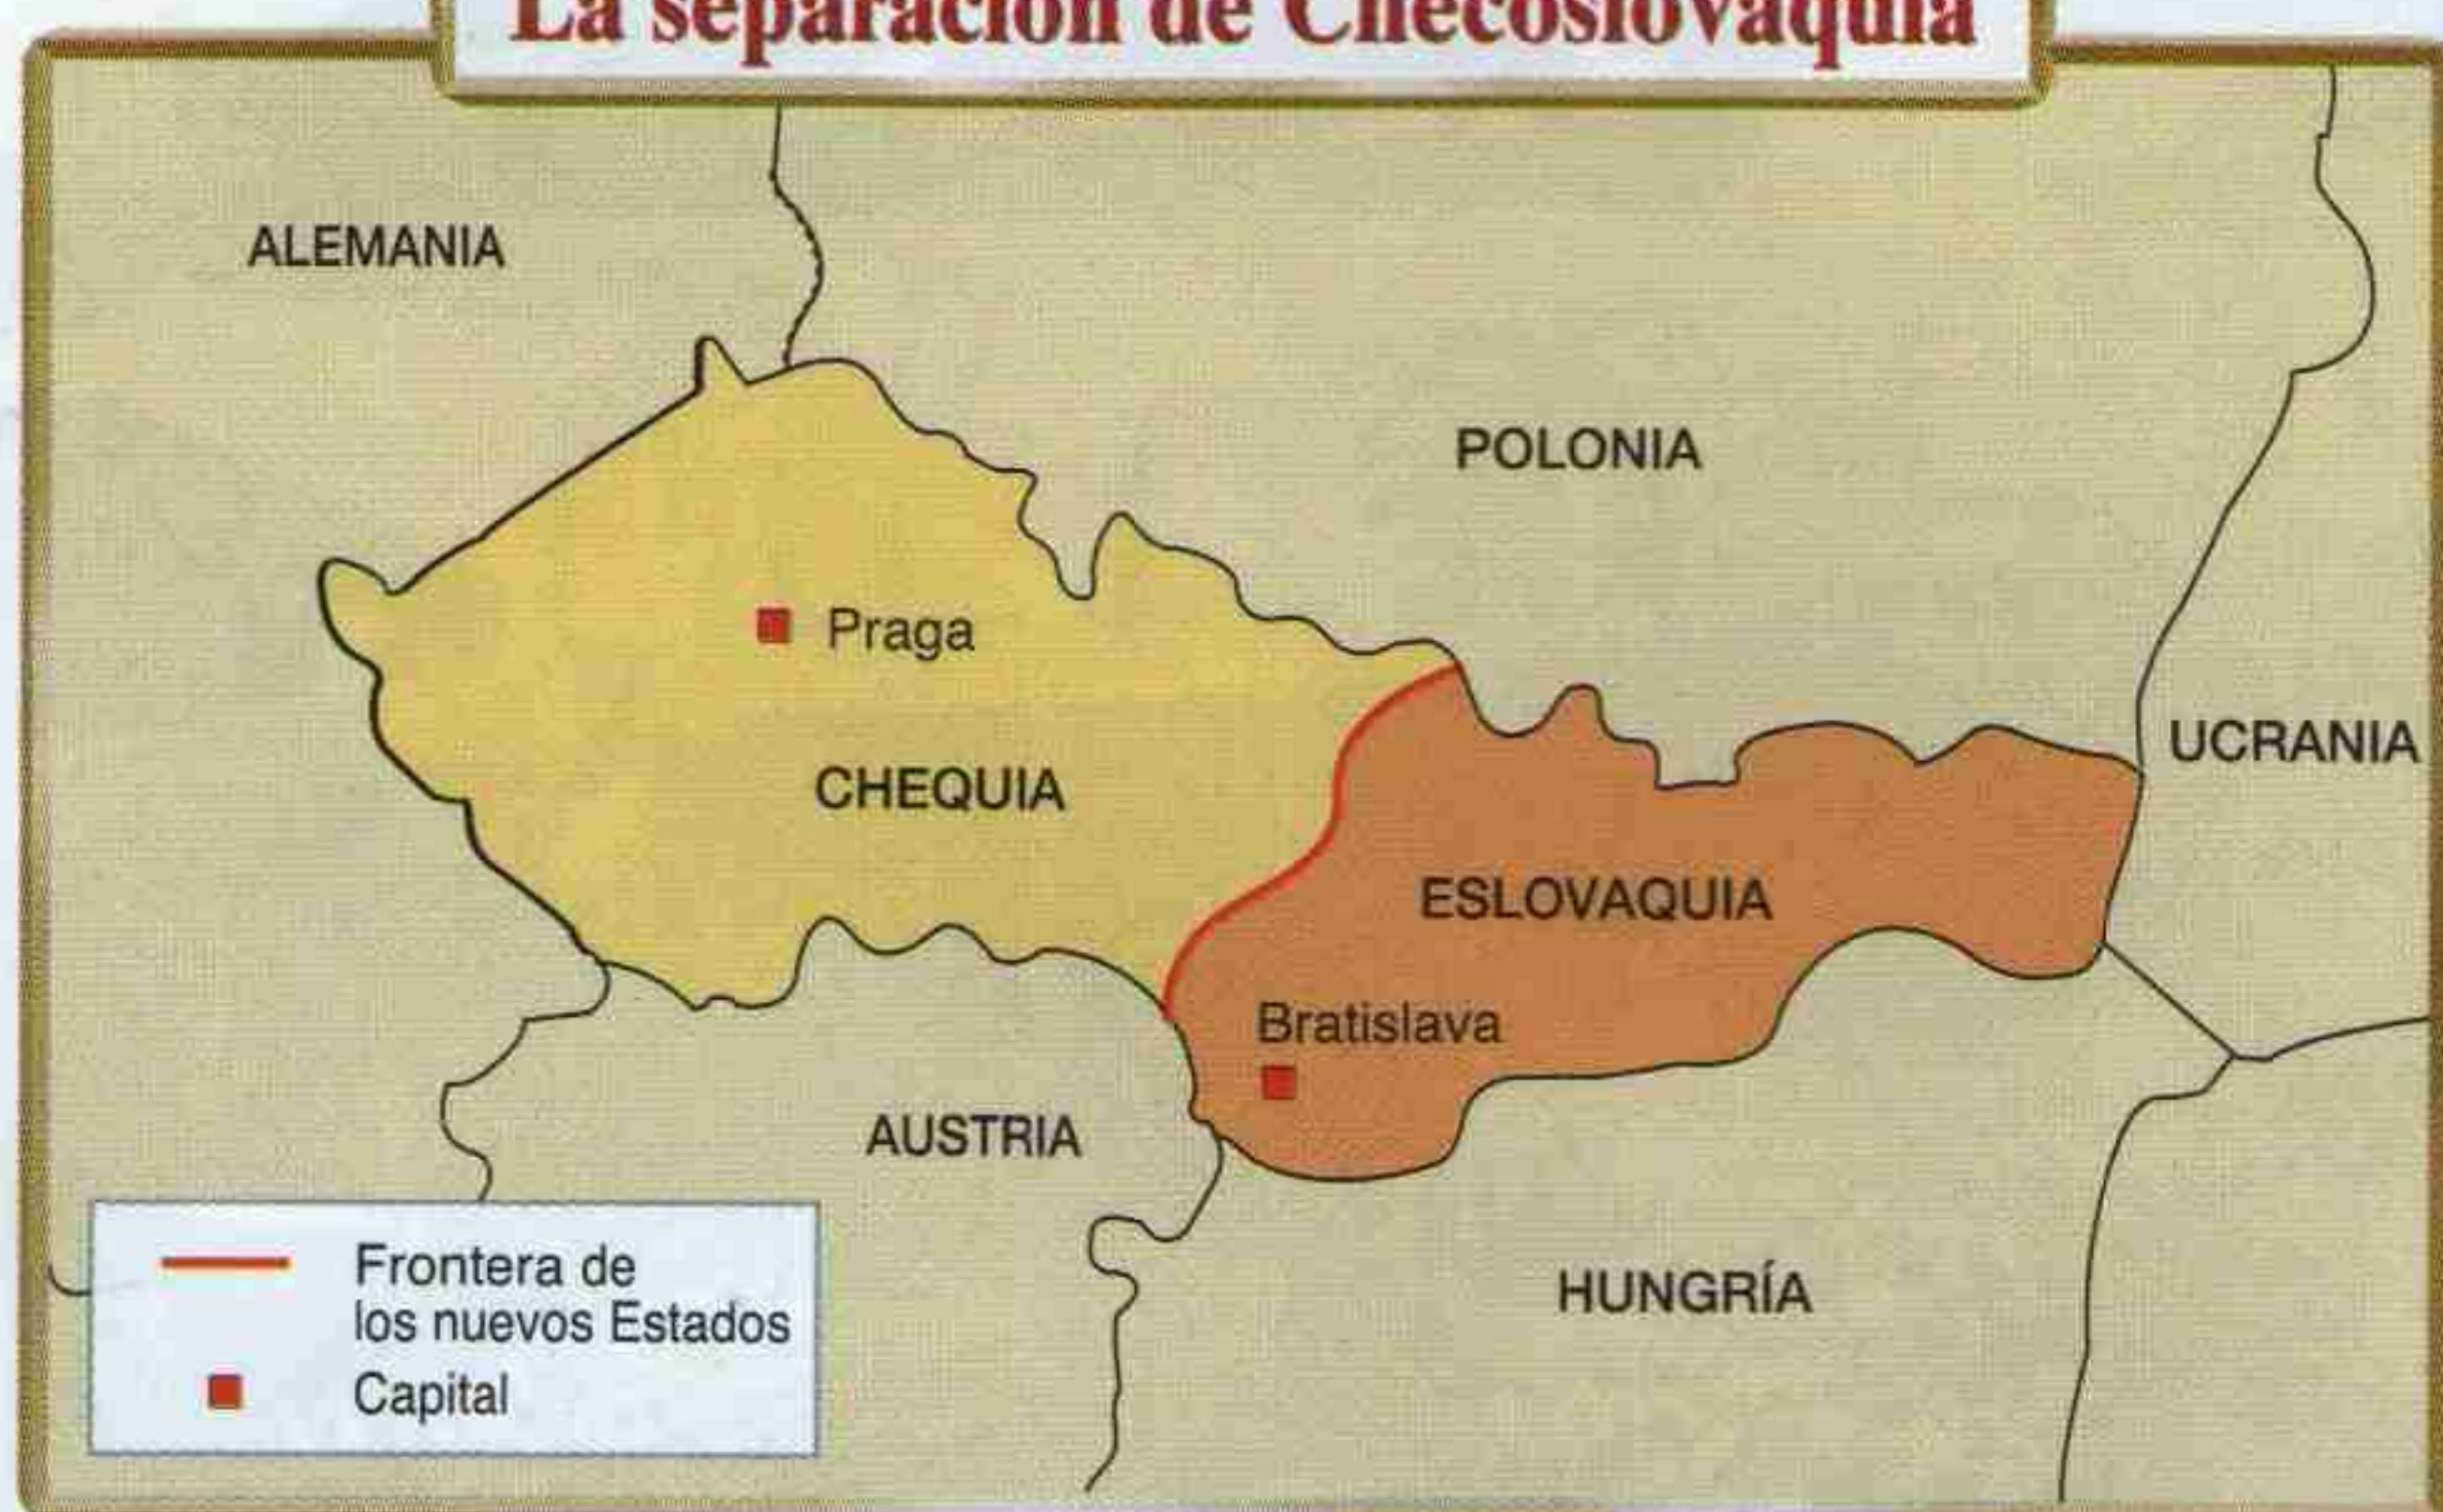 La separación de Checoslovaquia
ALEMANIA
POLONIA
Praga
UCRANIA
CHEQUIA
ESLOVAQUIA
Bratislava
AUSTRIA
HUNGRÍA
Frontera de
los nuevos Estados
Capital